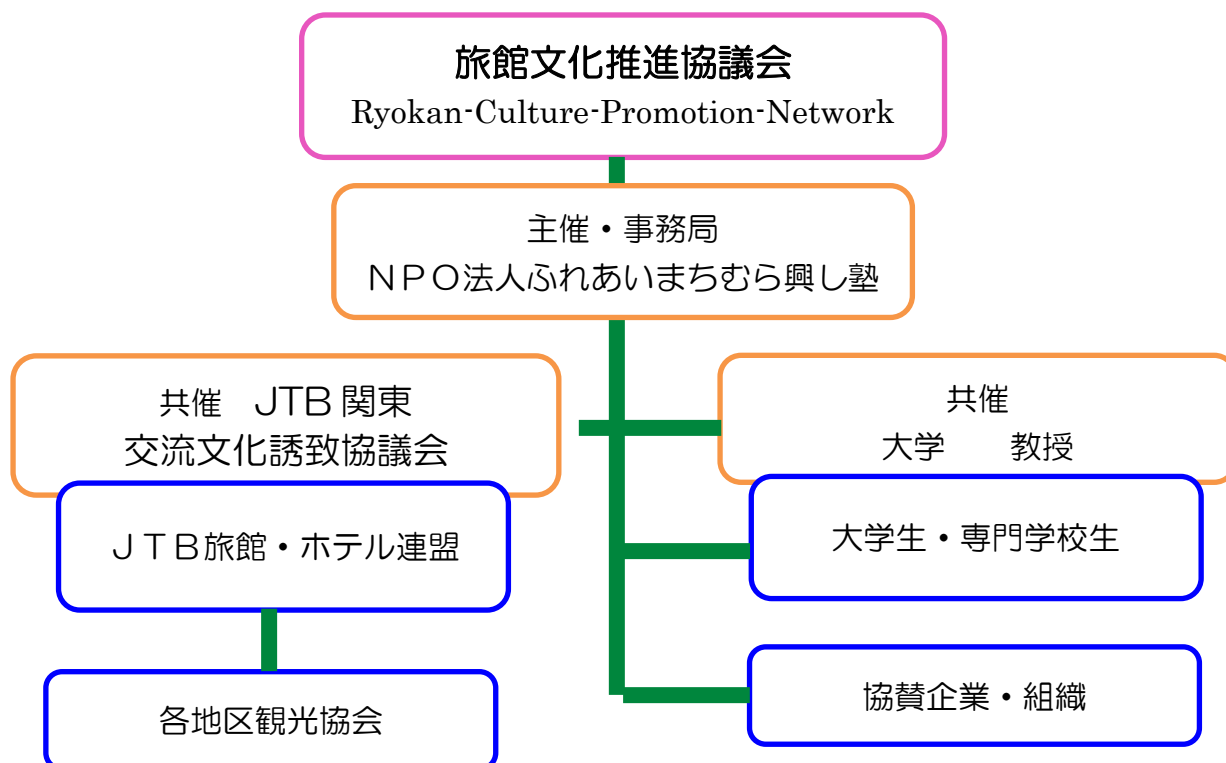 旅館文化推進協議会
Ryokan-Culture-Promotion-Network
主催・事務局
ＮＰＯ法人ふれあいまちむら興し塾
共催　JTB関東
交流文化誘致協議会
ＪＴＢ旅館・ホテル連盟
各地区観光協会
共催
大学　　教授
大学生・専門学校生
協賛企業・組織